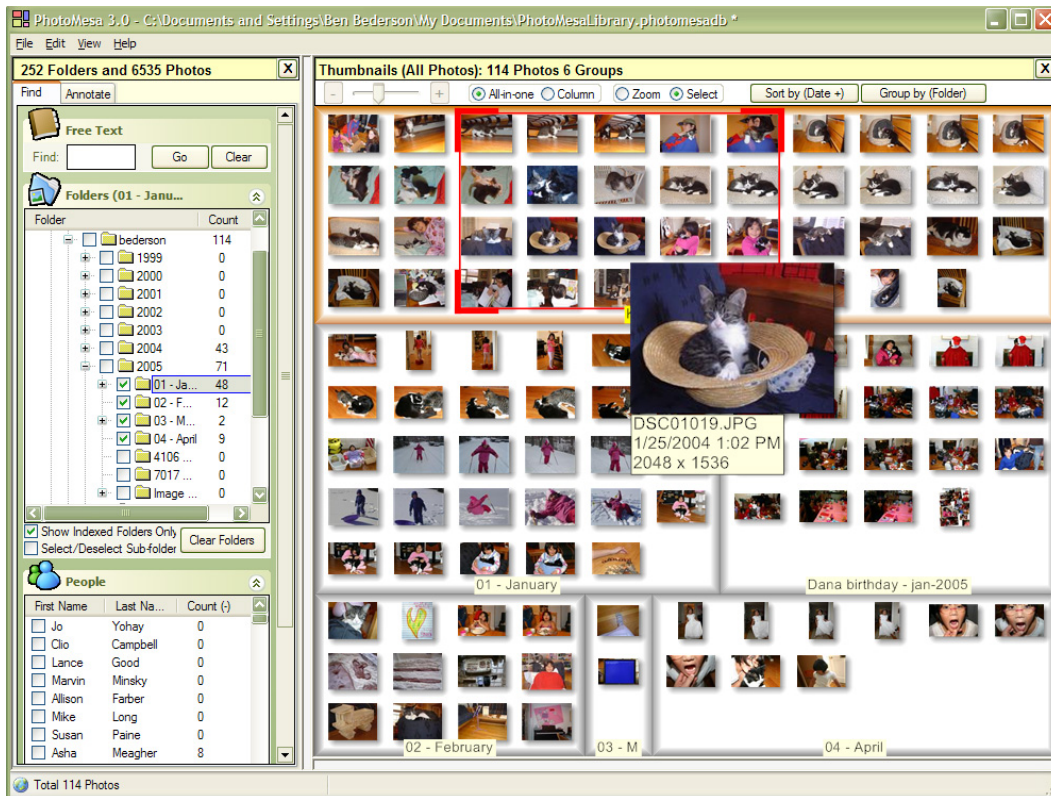 PhotoMesa 3.0 - C:\Documents and Settings\Ben Bederson\My Documents\PhotoMesaLibrary.photomesadb *
File Edit View Help
252 Folders and 6535 Photos X
Find Annotate
Free Text
Find: Go Clear
Folders (01 - Janu...
Folder Count
bederson 114
1999 0
2000 0
2001 0
2002 0
2003 0
2004 43
2005 71
01 - Ja... 48
02 - F... 12
03 - M... 2
04 - April 9
4106 ... 0
7017 ... 0
Image ... 0
Show Indexed Folders Only
Select/Deselect Sub-folder
Clear Folders
People
First Name Last Na... Count (-)
Jo Yohay 0
Clio Campbell 0
Lance Good 0
Marvin Minsky 0
Allison Farber 0
Mike Long 0
Susan Paine 0
Asha Meagher 8
Thumbnails (All Photos): 114 Photos 6 Groups X
- + All-in-one Column Zoom Select Sort by (Date +) Group by (Folder)
DSC01019.JPG
1/25/2004 1:02 PM
2048 x 1536
01 - January
Dana birthday - jan-2005
02 - February
03 - M
04 - April
Total 114 Photos